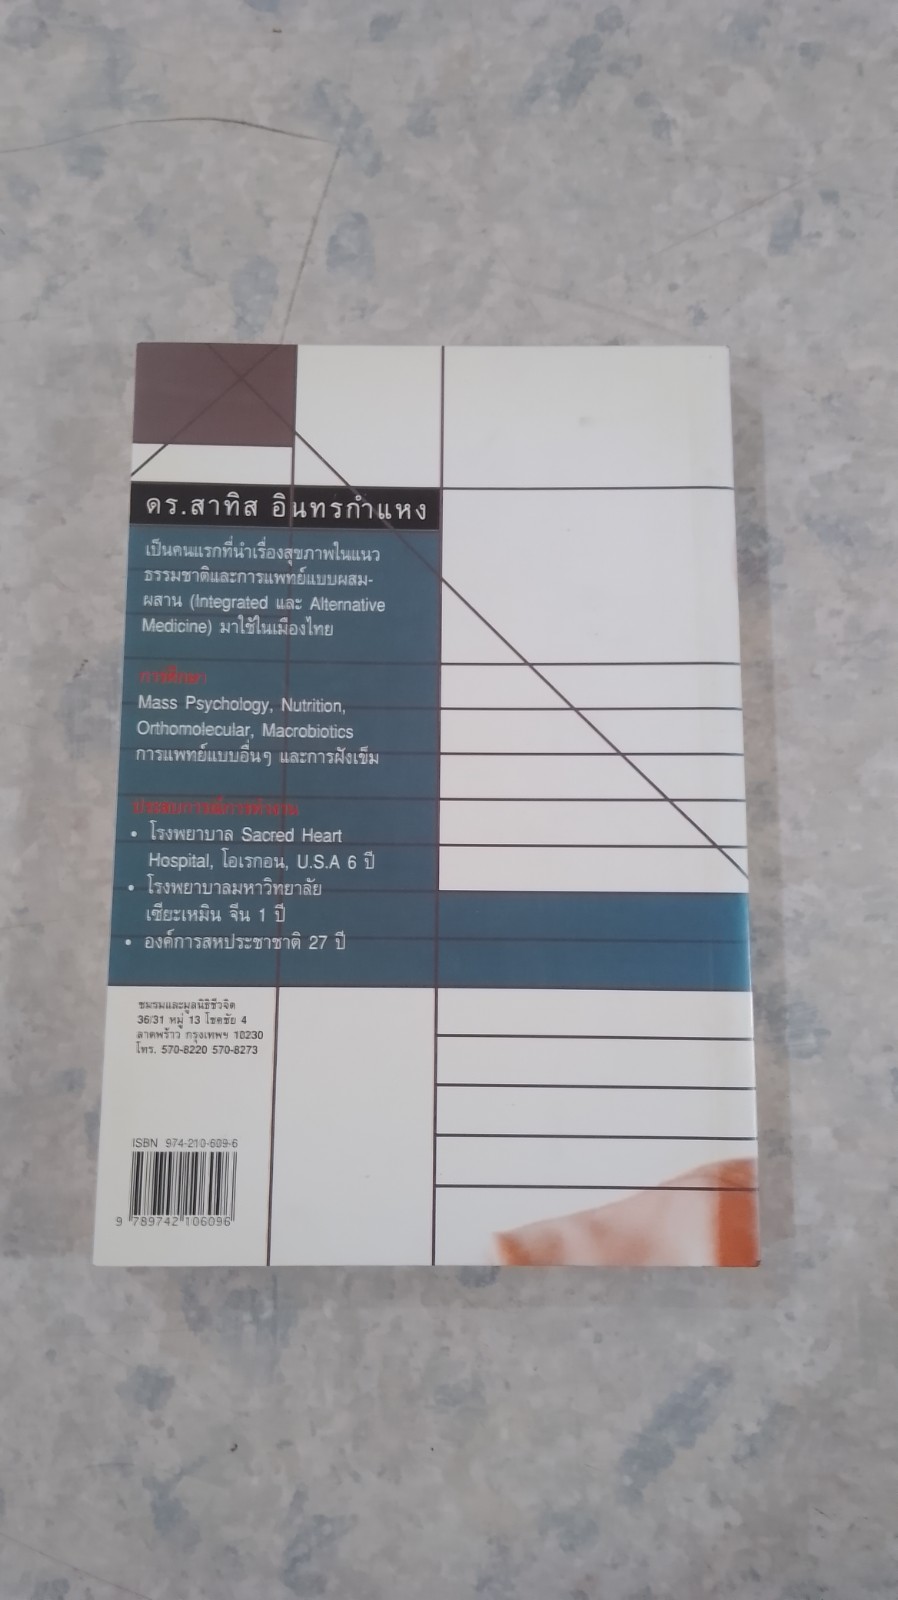 ดร.สาทิส อินทรกำแหง
เป็นคนแรกที่นำเรื่องสุขภาพในแนว
ธรรมชาติและการแพทย์แบบผสม-
ผสาน (Integrated และ Alternative
Medicine) มาใช้ในเมืองไทย
การศึกษา
Mass Psychology, Nutrition,
Orthomolecular, Macrobiotics
การแพทย์แบบอื่นๆ และการฝังเข็ม
ประสบการณ์การทำงาน
• โรงพยาบาล Sacred Heart
Hospital, โอเรกอน, U.S.A 6 ปี
• โรงพยาบาลมหาวิทยาลัย
เซียะเหมิน จีน 1 ปี
• องค์การสหประชาชาติ 27 ปี
ชมรมและมูลนิธิชีวจิต
36/31 หมู่ 13 โชคชัย 4
ลาดพร้าว กรุงเทพฯ 10230
โทร. 570-8220 570-8273
ISBN 974-210-609-6
9 789742 106096